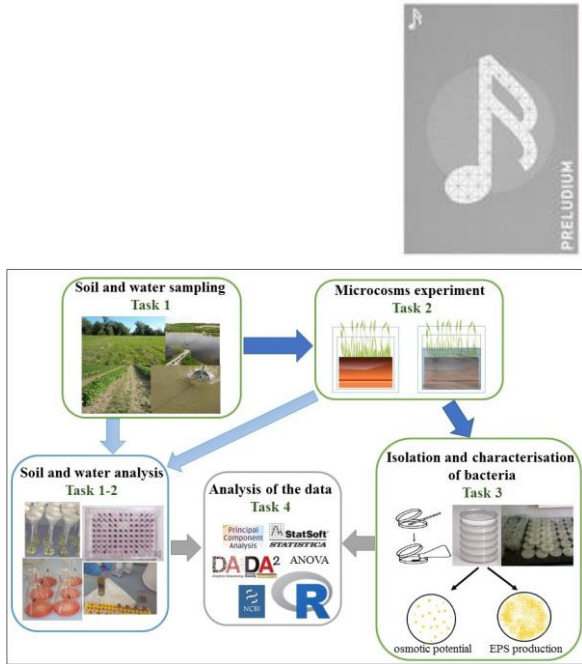 PRELUDIUM
Soil and water sampling
Task 1
Microcosms experiment
Task 2
Soil and water analysis
Task 1-2
Analysis of the data
Task 4
Principal
Component
Analysis
StatSoft
STATISTICA
DADA2
ANOVA
NCBI
R
Isolation and characterisation
of bacteria
Task 3
osmotic potential
EPS production